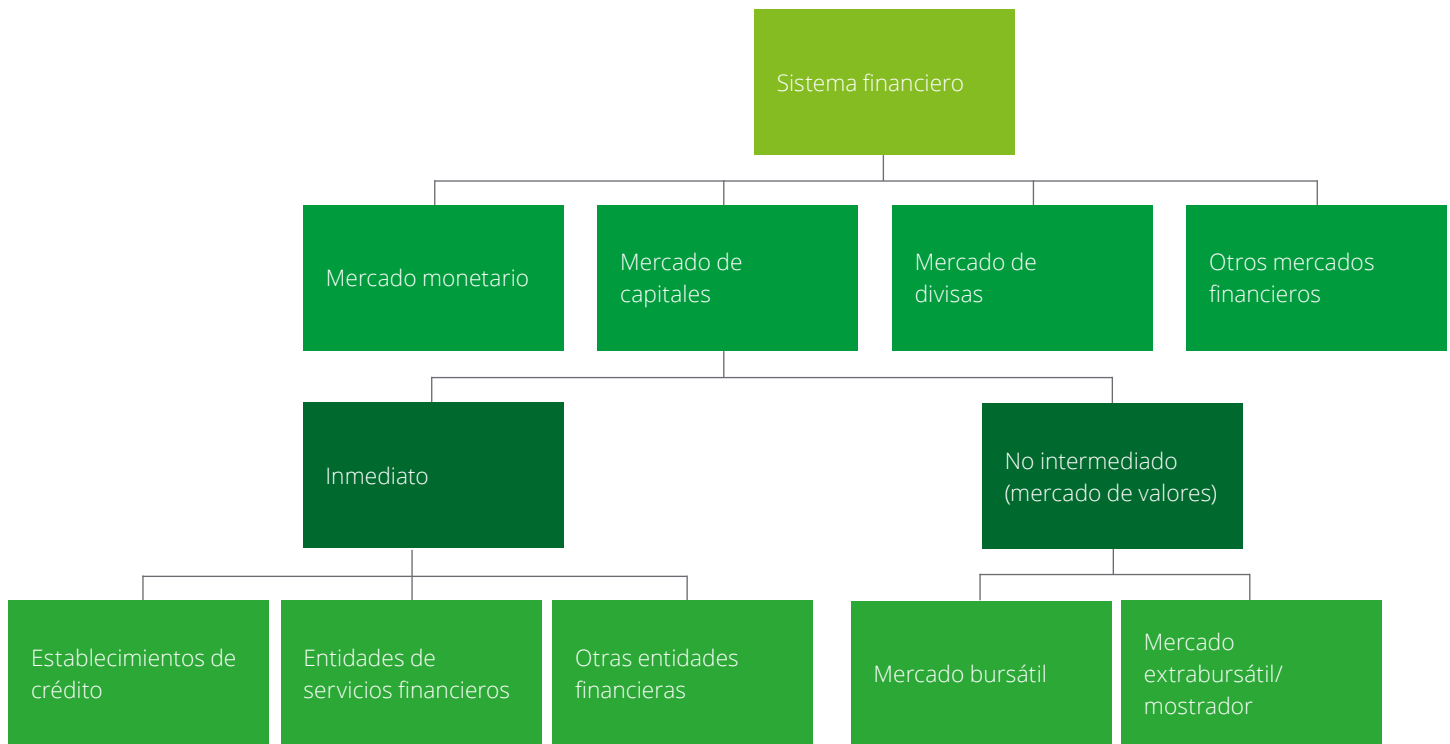 Sistema financiero
Mercado monetario
Mercado de
capitales
Mercado de
divisas
Otros mercados
financieros
Inmediato
No intermediado
(mercado de valores)
Establecimientos de
crédito
Entidades de
servicios financieros
Otras entidades
financieras
Mercado bursátil
Mercado
extrabursátil/
mostrador